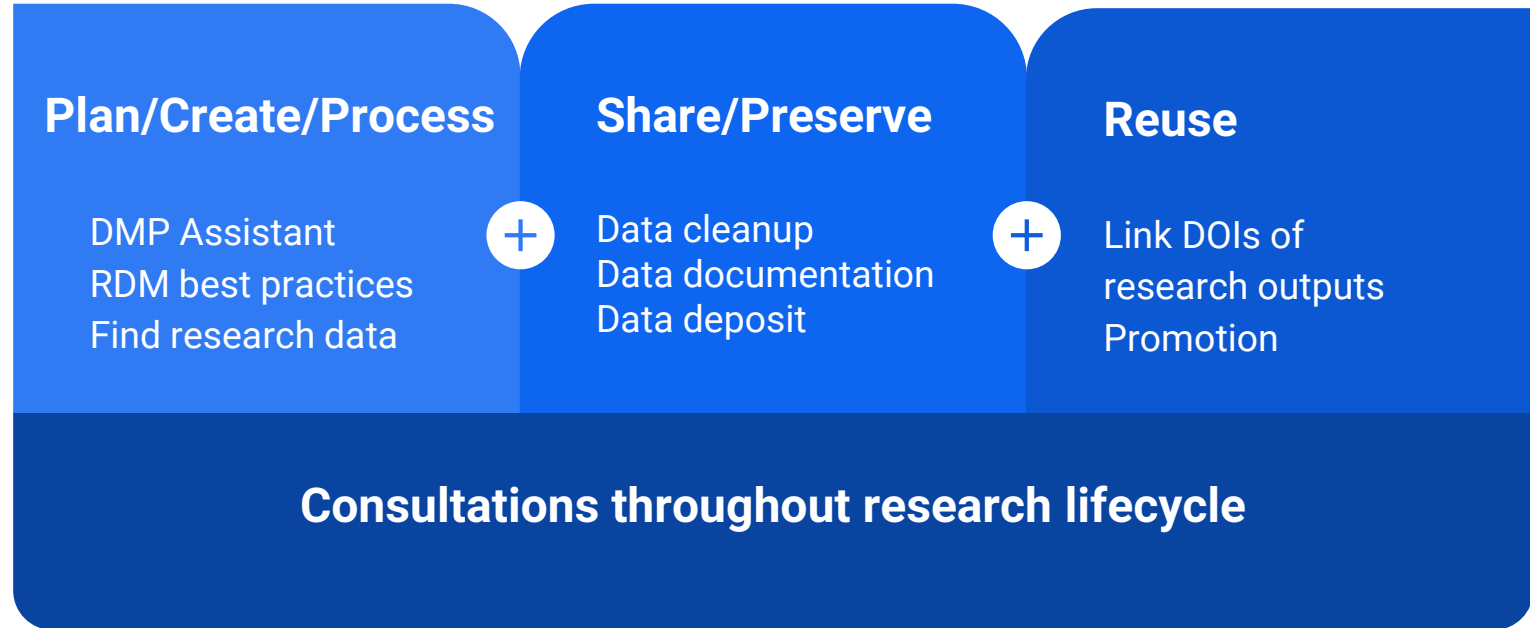 Plan/Create/Process
DMP Assistant
RDM best practices
Find research data
Share/Preserve
Data cleanup
Data documentation
Data deposit
Reuse
Link DOIs of
research outputs
Promotion
Consultations throughout research lifecycle